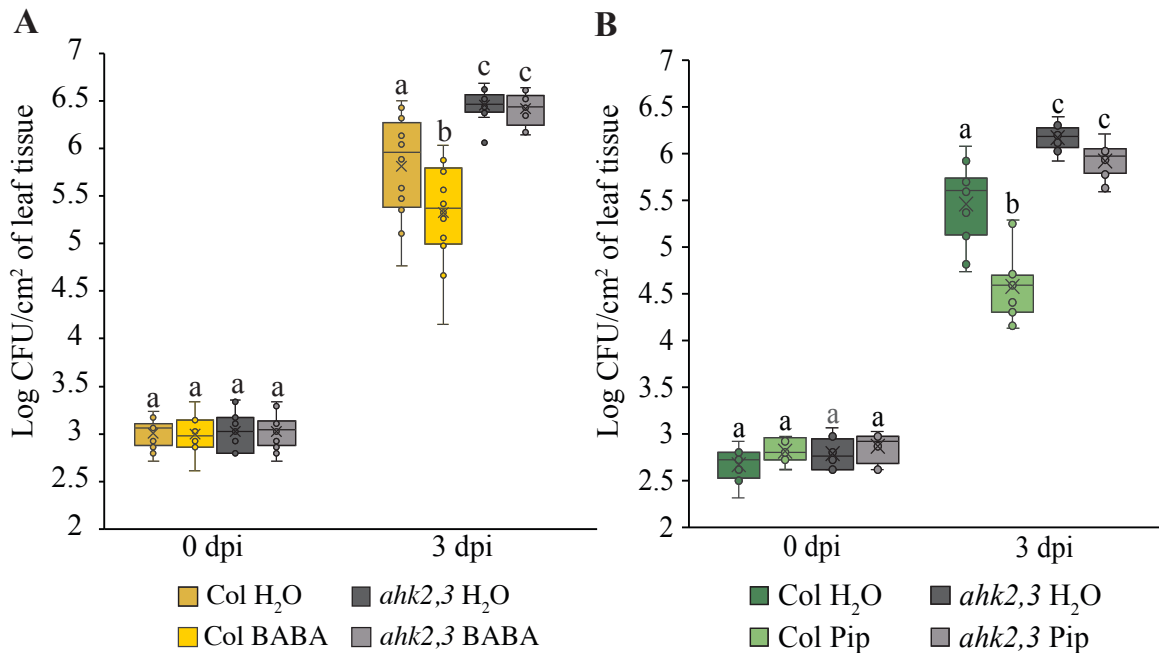 A
Log CFU/cm² of leaf tissue
7
6.5
6
5.5
5
4.5
4
3.5
3
2.5
2
a
b
c
c
a
a
a
a
0 dpi
3 dpi
Col H₂O
ahk2,3 H₂O
Col BABA
ahk2,3 BABA
B
Log CFU/cm² of leaf tissue
7
6.5
6
5.5
5
4.5
4
3.5
3
2.5
2
a
b
c
c
a
a
a
a
0 dpi
3 dpi
Col H₂O
ahk2,3 H₂O
Col Pip
ahk2,3 Pip